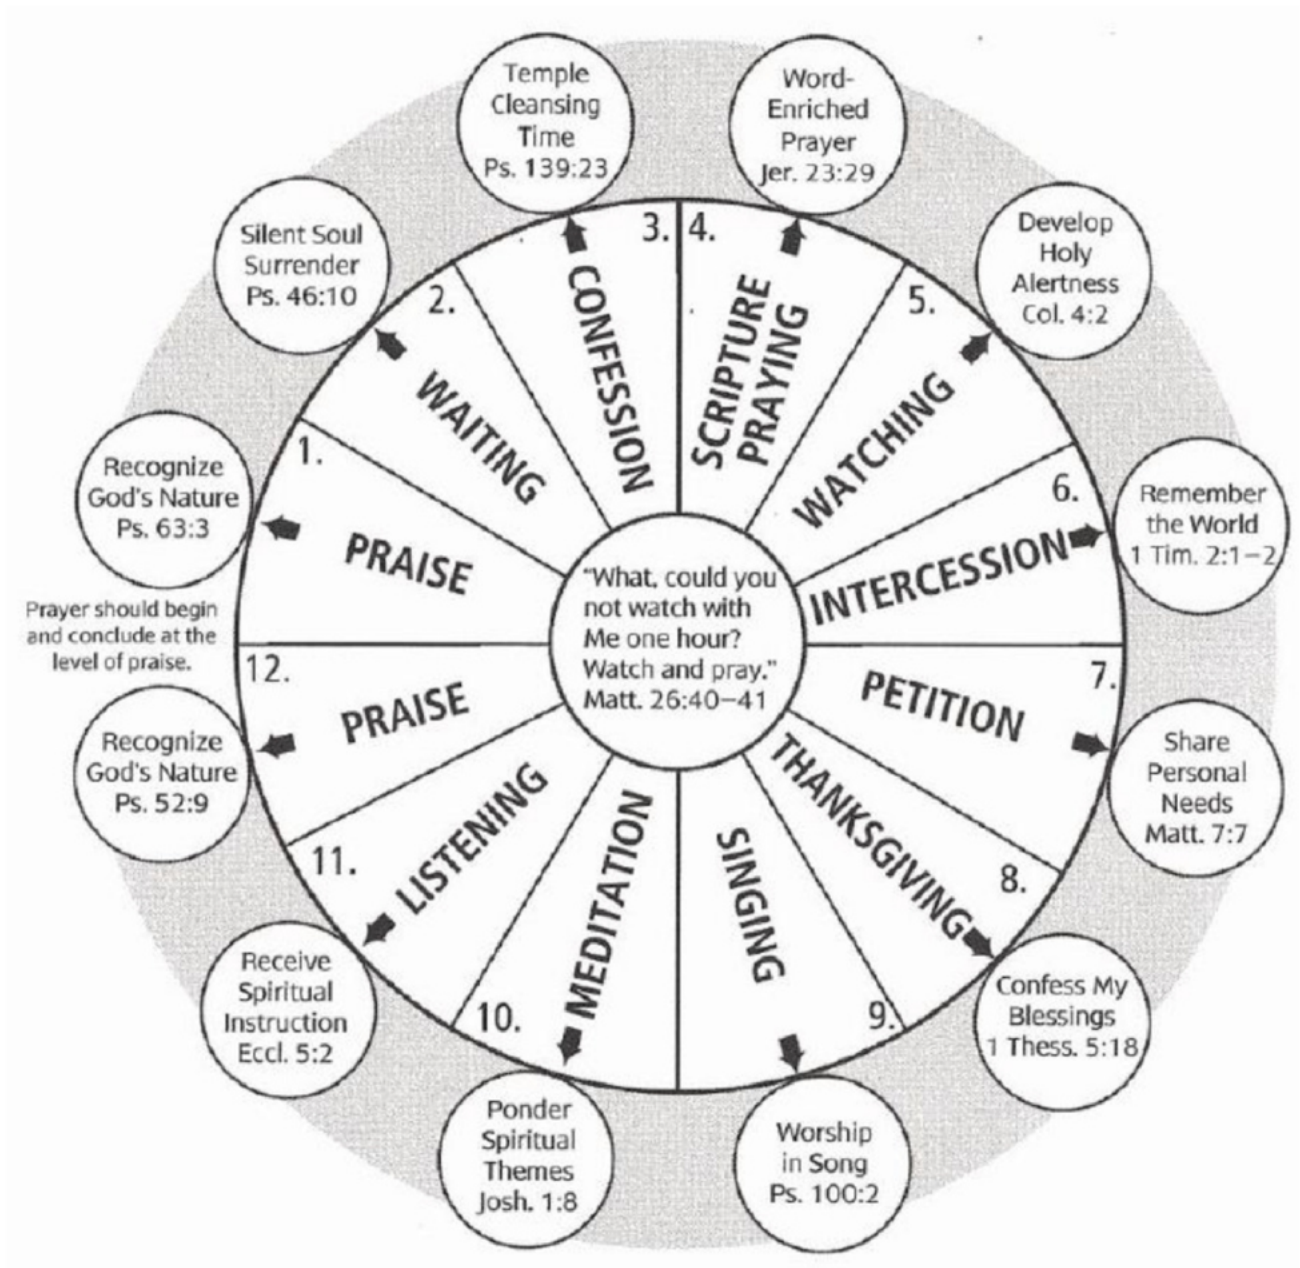 "What, could you
not watch with
Me one hour?
Watch and pray."
Matt. 26:40–41
1.
PRAISE
Recognize
God's Nature
Ps. 63:3
2.
WAITING
Silent Soul
Surrender
Ps. 46:10
3.
CONFESSION
Temple
Cleansing
Time
Ps. 139:23
4.
SCRIPTURE
PRAYING
Word-
Enriched
Prayer
Jer. 23:29
5.
WATCHING
Develop
Holy
Alertness
Col. 4:2
6.
INTERCESSION
Remember
the World
1 Tim. 2:1–2
7.
PETITION
Share
Personal
Needs
Matt. 7:7
8.
THANKSGIVING
Confess My
Blessings
1 Thess. 5:18
9.
SINGING
Worship
in Song
Ps. 100:2
10.
MEDITATION
Ponder
Spiritual
Themes
Josh. 1:8
11.
LISTENING
Receive
Spiritual
Instruction
Eccl. 5:2
12.
PRAISE
Recognize
God's Nature
Ps. 52:9
Prayer should begin
and conclude at the
level of praise.